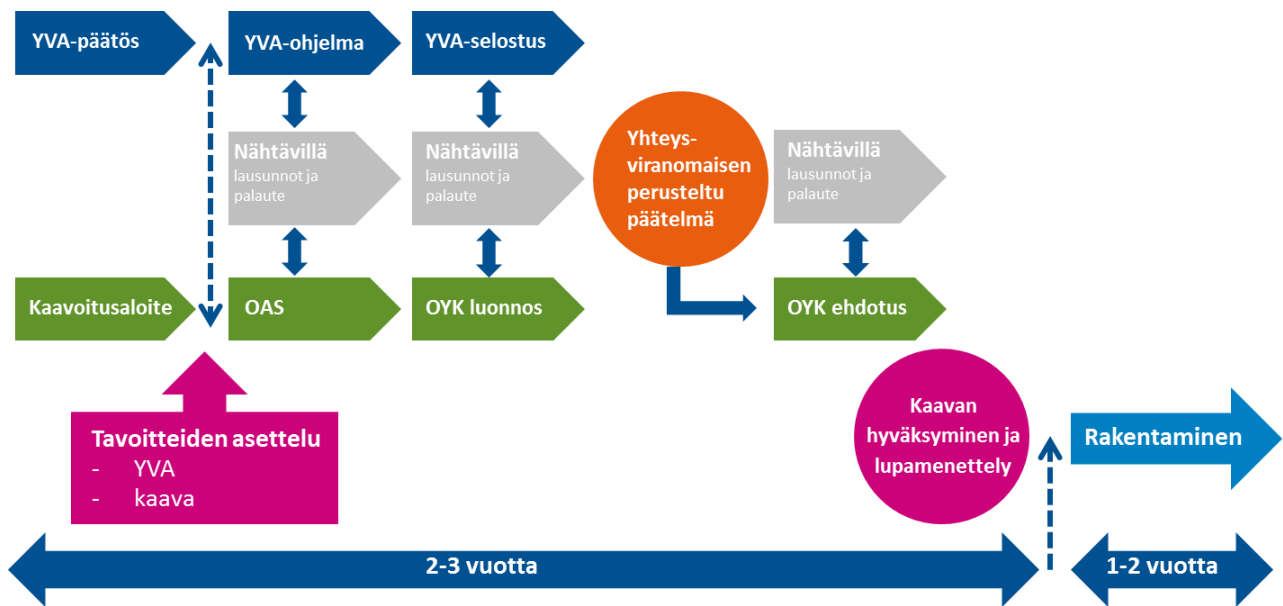 YVA-päätös
YVA-ohjelma
YVA-selostus
Nähtävillä
lausunnot ja
palaute
Nähtävillä
lausunnot ja
palaute
Yhteys-
viranomaisen
perusteltu
päätelmä
Nähtävillä
lausunnot ja
palaute
Kaavoitusaloite
OAS
OYK luonnos
OYK ehdotus
Tavoitteiden asettelu
- YVA
- kaava
Kaavan
hyväksyminen ja
lupamenettely
Rakentaminen
2-3 vuotta
1-2 vuotta